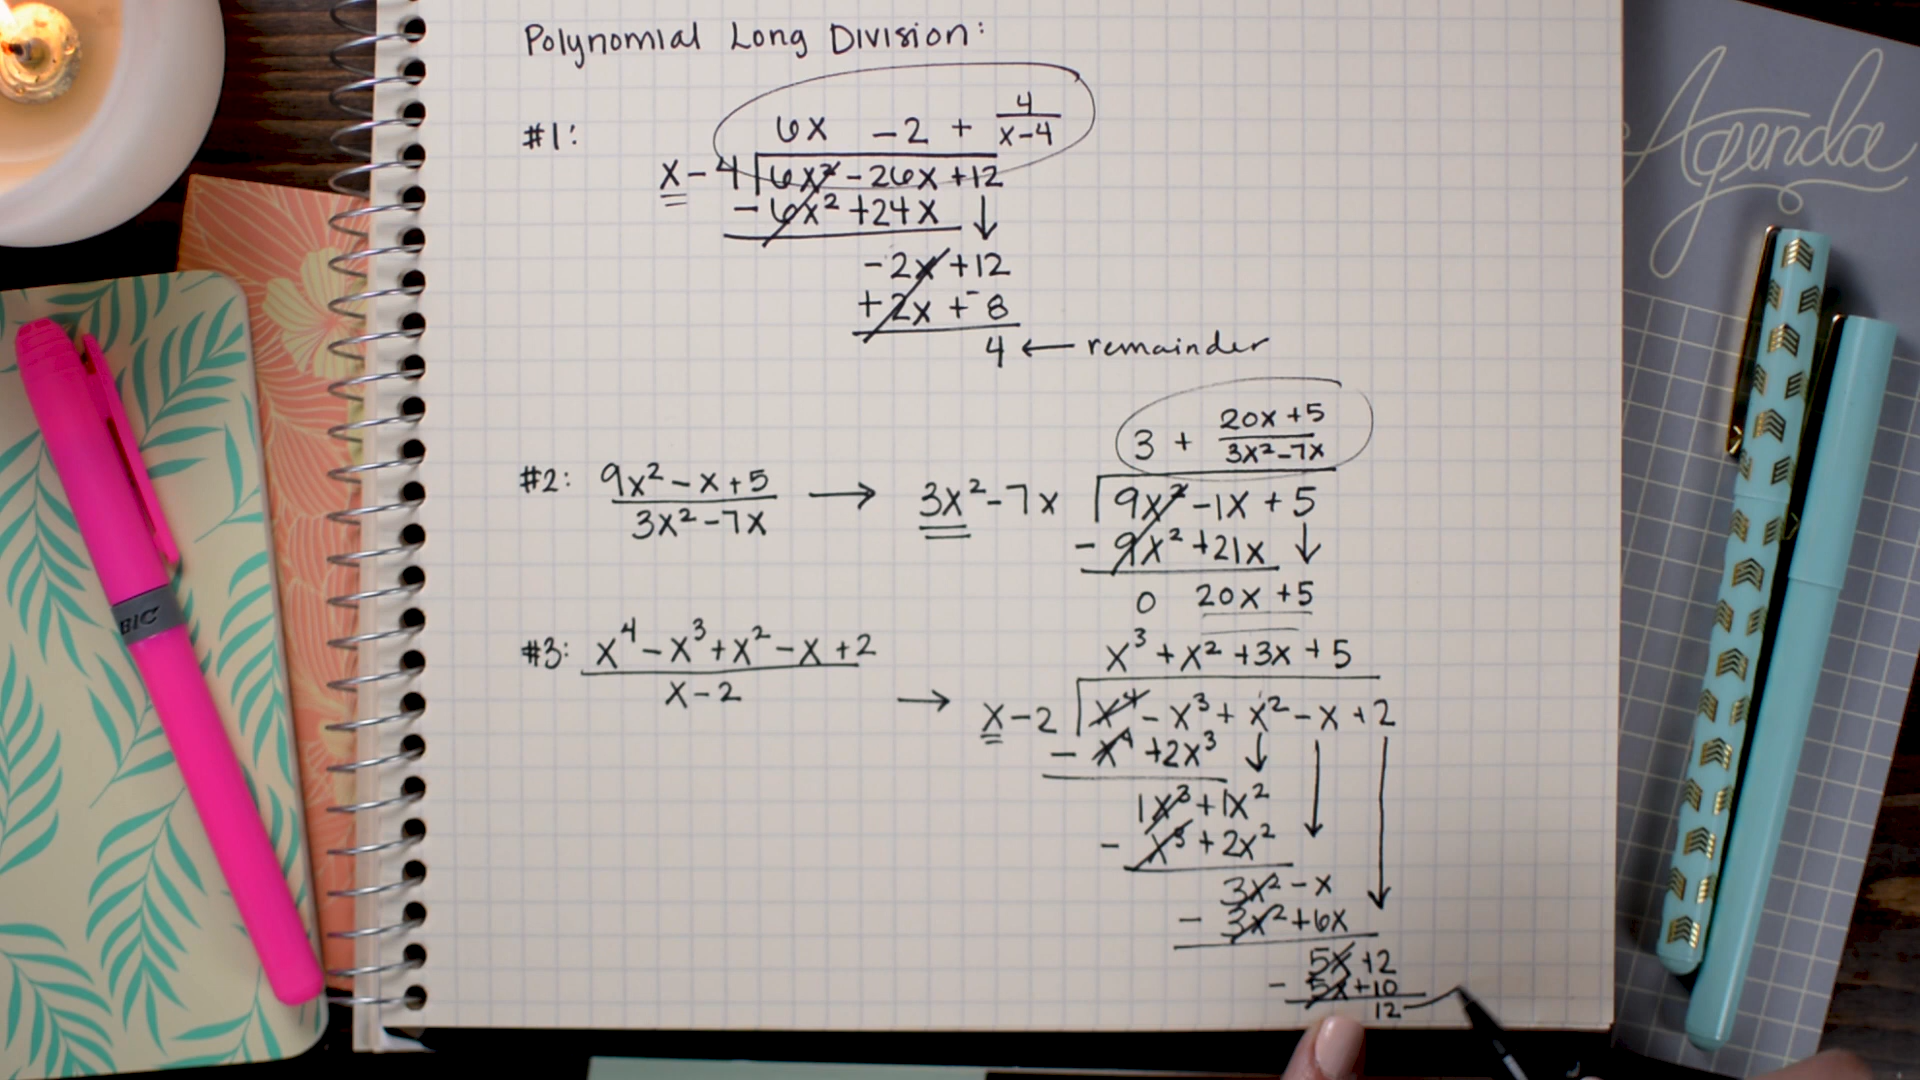 Polynomial Long Division:
#1:
6x - 2 + 4/(x-4)
x - 4 | 6x² - 26x + 12
- 6x² + 24x ↓
- 2x + 12
+ 2x + - 8
4 ← remainder
#2: (9x² - x + 5)/(3x² - 7x) →
3 + (20x + 5)/(3x² - 7x)
3x² - 7x | 9x² - 1x + 5
- 9x² + 21x ↓
0 20x + 5
#3: (x⁴ - x³ + x² - x + 2)/(x - 2) →
x³ + x² + 3x + 5
x - 2 | x⁴ - x³ + x² - x + 2
- x⁴ + 2x³ ↓ ↓ ↓
1x³ + 1x²
- x³ + 2x²
3x² - x
- 3x² + 6x
5x + 2
- 5x + 10
12
Agenda
BIC